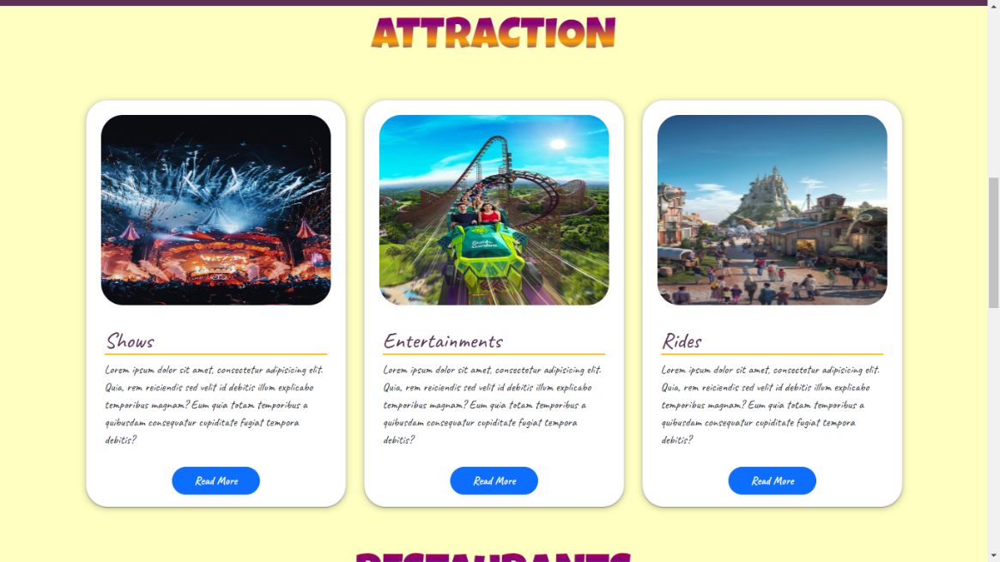 ATTRACTION
Shows
Lorem ipsum dolor sit amet, consectetur adipisicing elit.
Quia, rem reiciendis sed velit id debitis illum explicabo
temporibus magnam? Eum quia totam temporibus a
quibusdam consequatur cupiditate fugiat tempora
debitis?
Read More
Busch
Gardens
Entertainments
Lorem ipsum dolor sit amet, consectetur adipisicing elit.
Quia, rem reiciendis sed velit id debitis illum explicabo
temporibus magnam? Eum quia totam temporibus a
quibusdam consequatur cupiditate fugiat tempora
debitis?
Read More
Rides
Lorem ipsum dolor sit amet, consectetur adipisicing elit.
Quia, rem reiciendis sed velit id debitis illum explicabo
temporibus magnam? Eum quia totam temporibus a
quibusdam consequatur cupiditate fugiat tempora
debitis?
Read More
RESTAURANTS